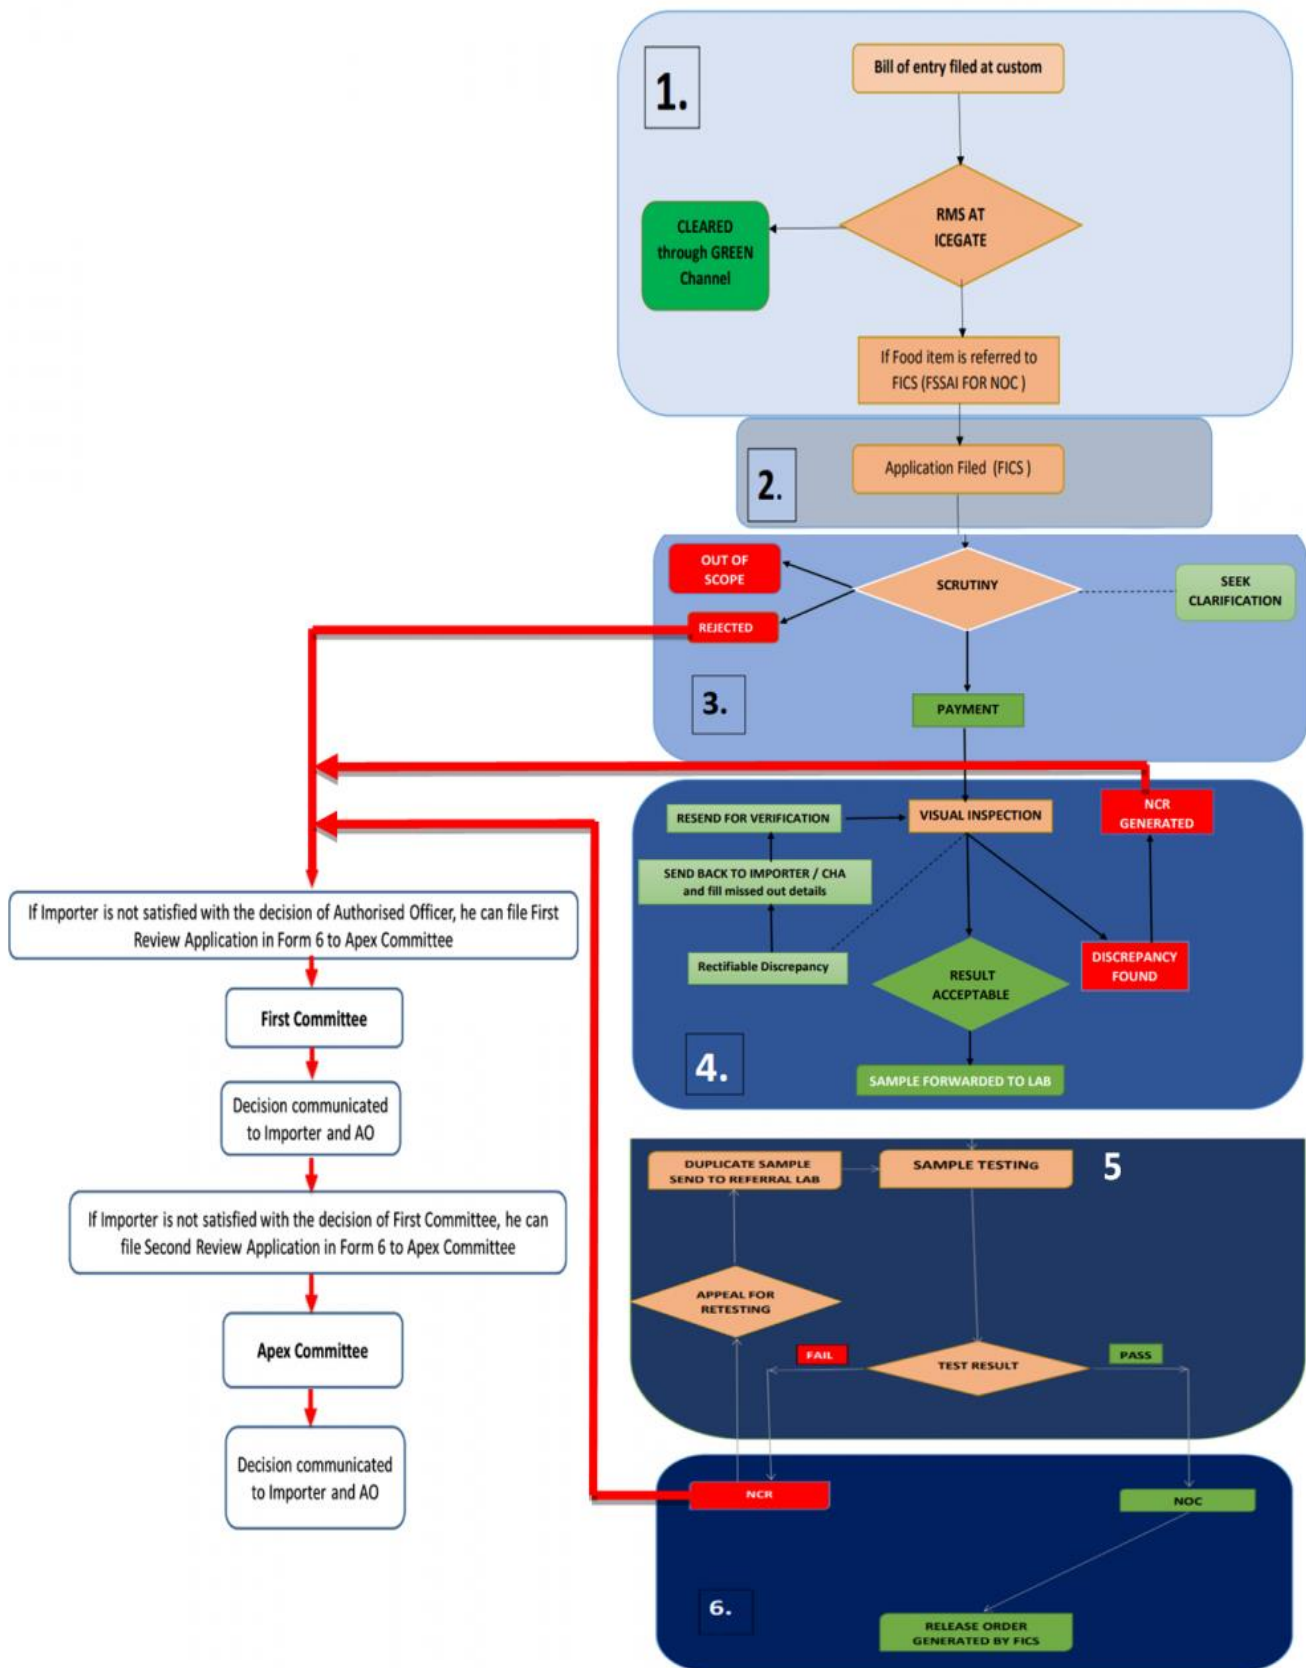 1.
Bill of entry filed at custom
RMS AT
ICEGATE
CLEARED
through GREEN
Channel
If Food item is referred to
FICS (FSSAI FOR NOC )
2.
Application Filed (FICS )
OUT OF
SCOPE
SCRUTINY
SEEK
CLARIFICATION
REJECTED
3.
PAYMENT
RESEND FOR VERIFICATION
VISUAL INSPECTION
NCR
GENERATED
SEND BACK TO IMPORTER / CHA
and fill missed out details
Rectifiable Discrepancy
RESULT
ACCEPTABLE
DISCREPANCY
FOUND
4.
SAMPLE FORWARDED TO LAB
If Importer is not satisfied with the decision of Authorised Officer, he can file First
Review Application in Form 6 to Apex Committee
First Committee
Decision communicated
to Importer and AO
If Importer is not satisfied with the decision of First Committee, he can
file Second Review Application in Form 6 to Apex Committee
Apex Committee
Decision communicated
to Importer and AO
DUPLICATE SAMPLE
SEND TO REFERRAL LAB
SAMPLE TESTING
5
APPEAL FOR
RETESTING
FAIL
TEST RESULT
PASS
NCR
NOC
6.
RELEASE ORDER
GENERATED BY FICS